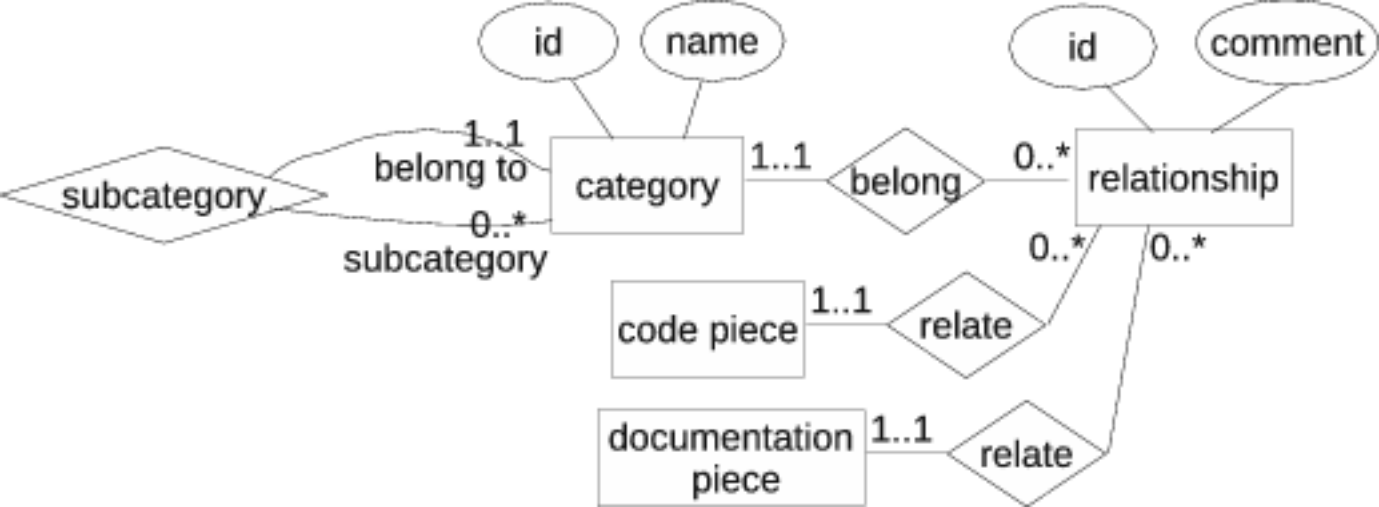 id
name
id
comment
1..1
belong to
subcategory
0..*
subcategory
category
1..1
belong
0..*
relationship
0..*
0..*
code piece
1..1
relate
documentation
piece
1..1
relate